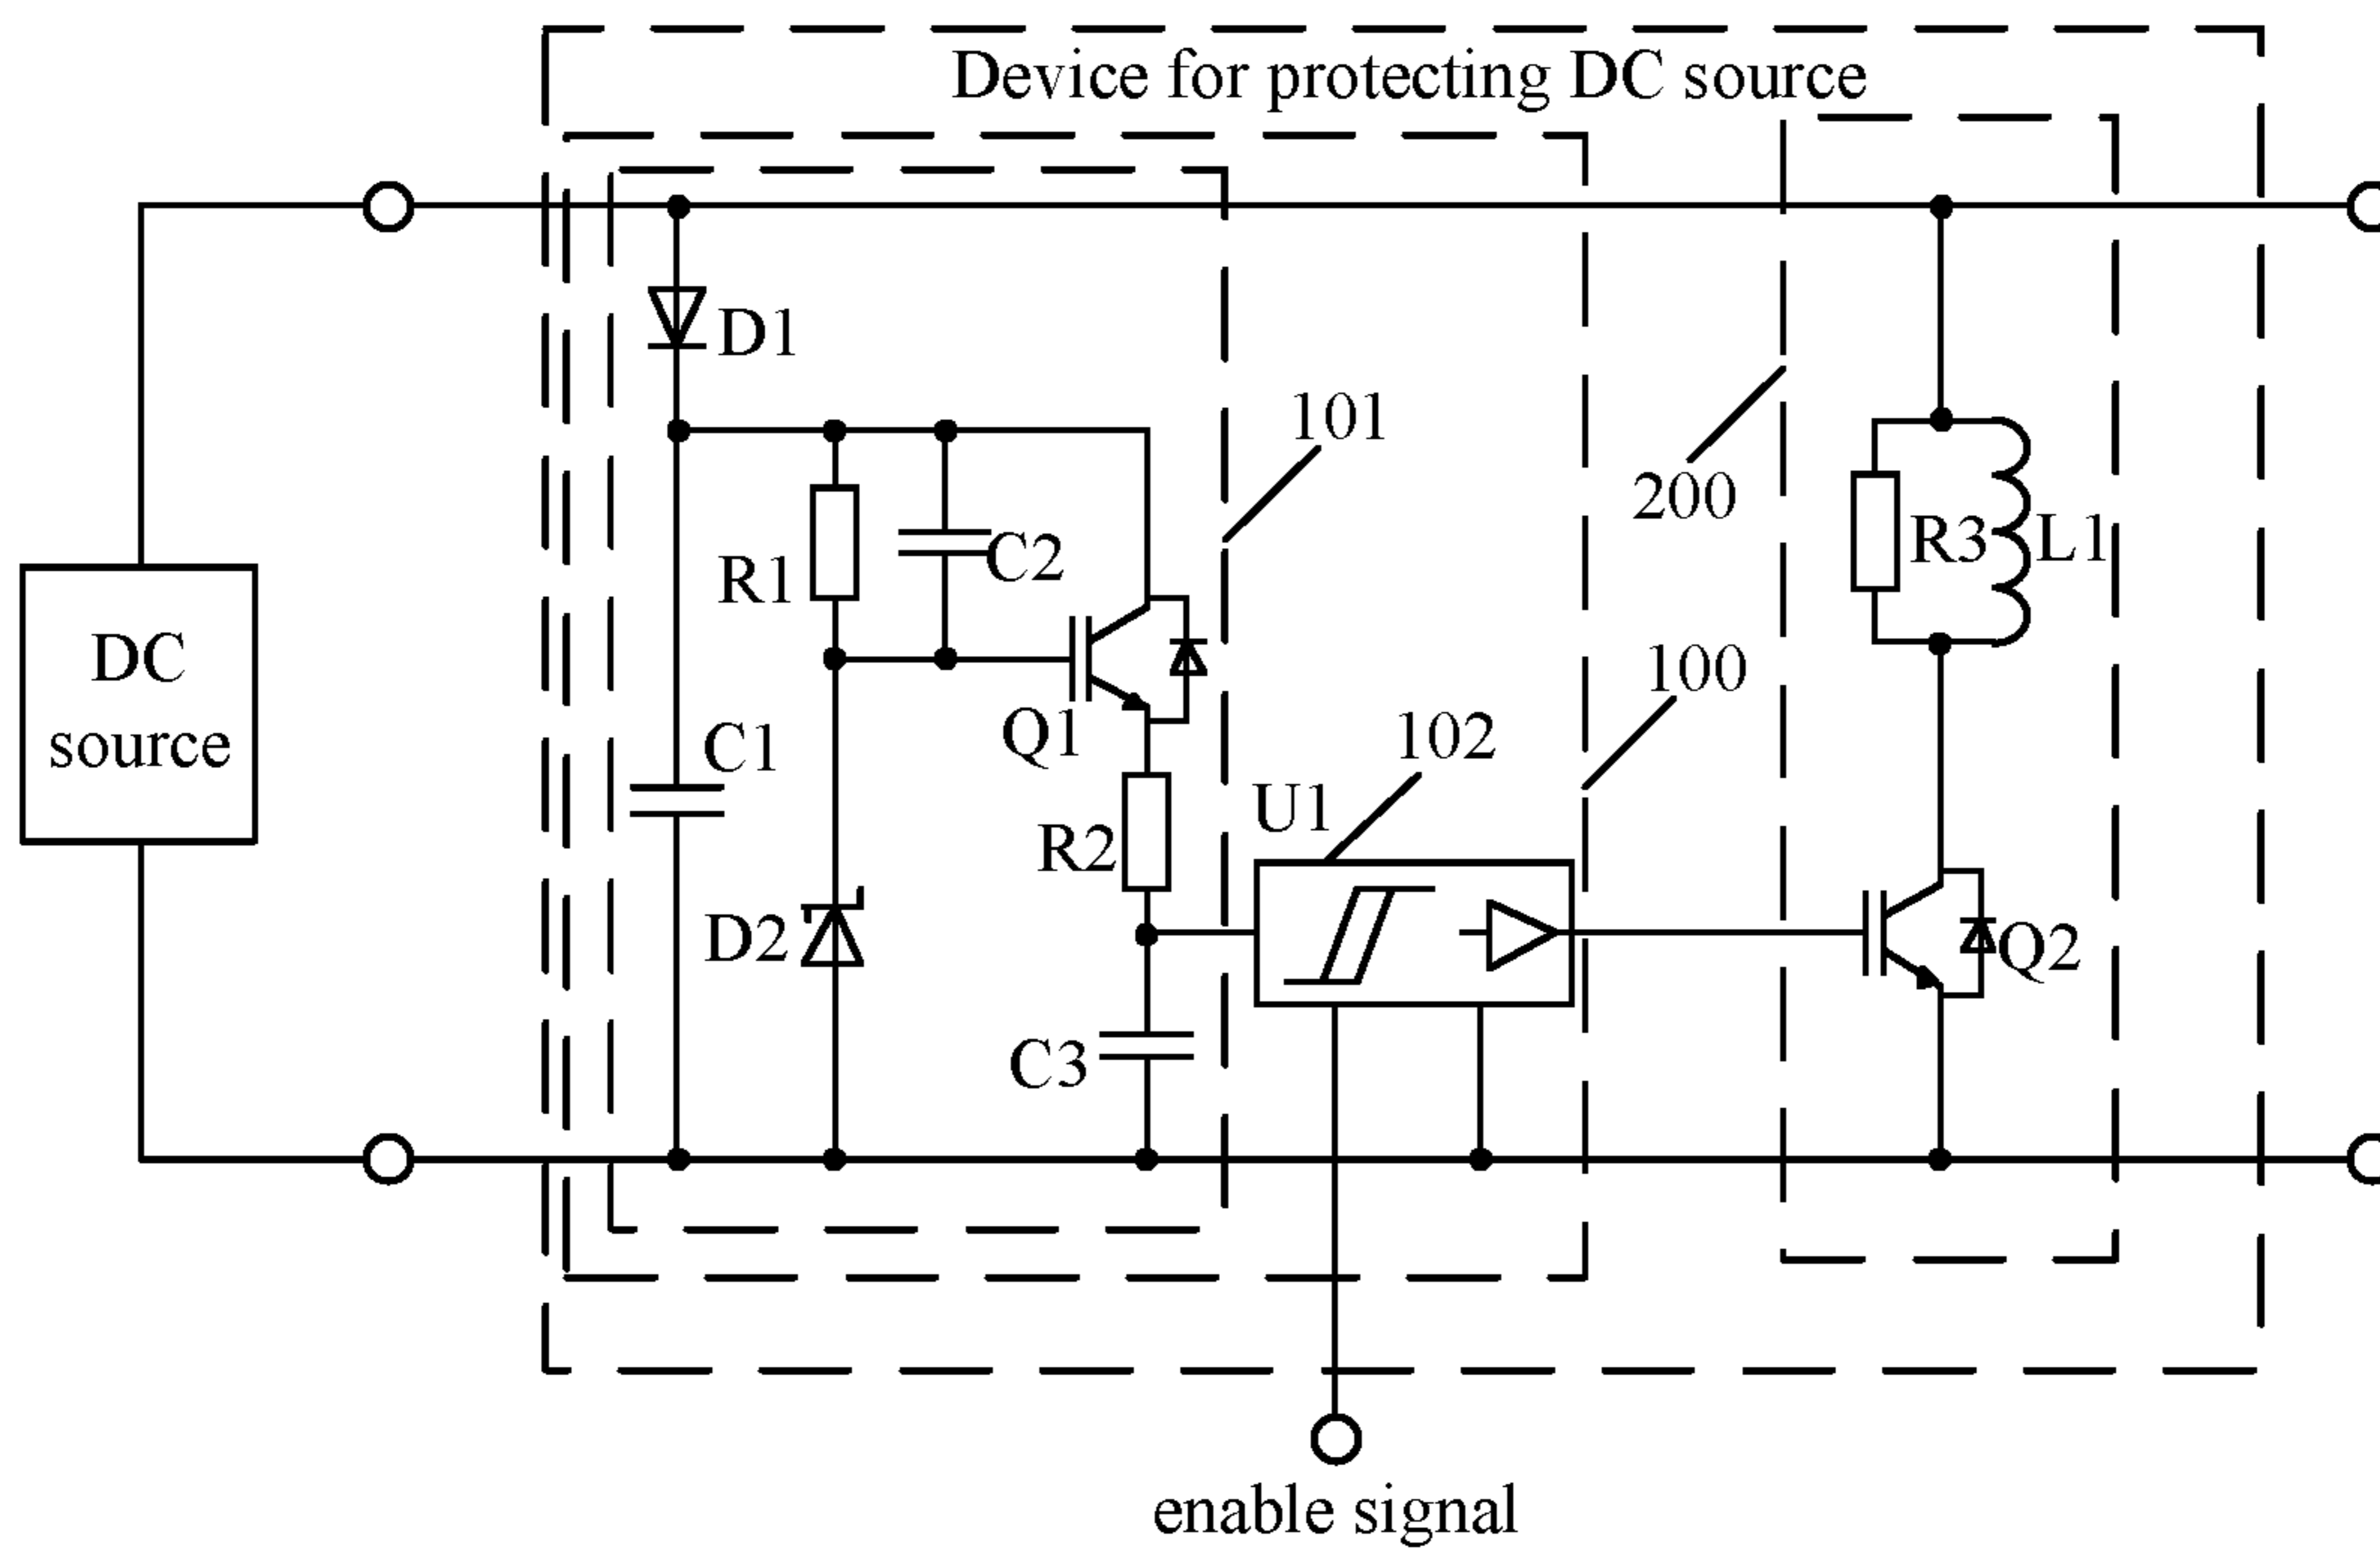 Device for protecting DC source
D1
101
200
R1
C2
R3
L1
DC
source
C1
Q1
100
102
U1
R2
D2
Q2
C3
enable signal